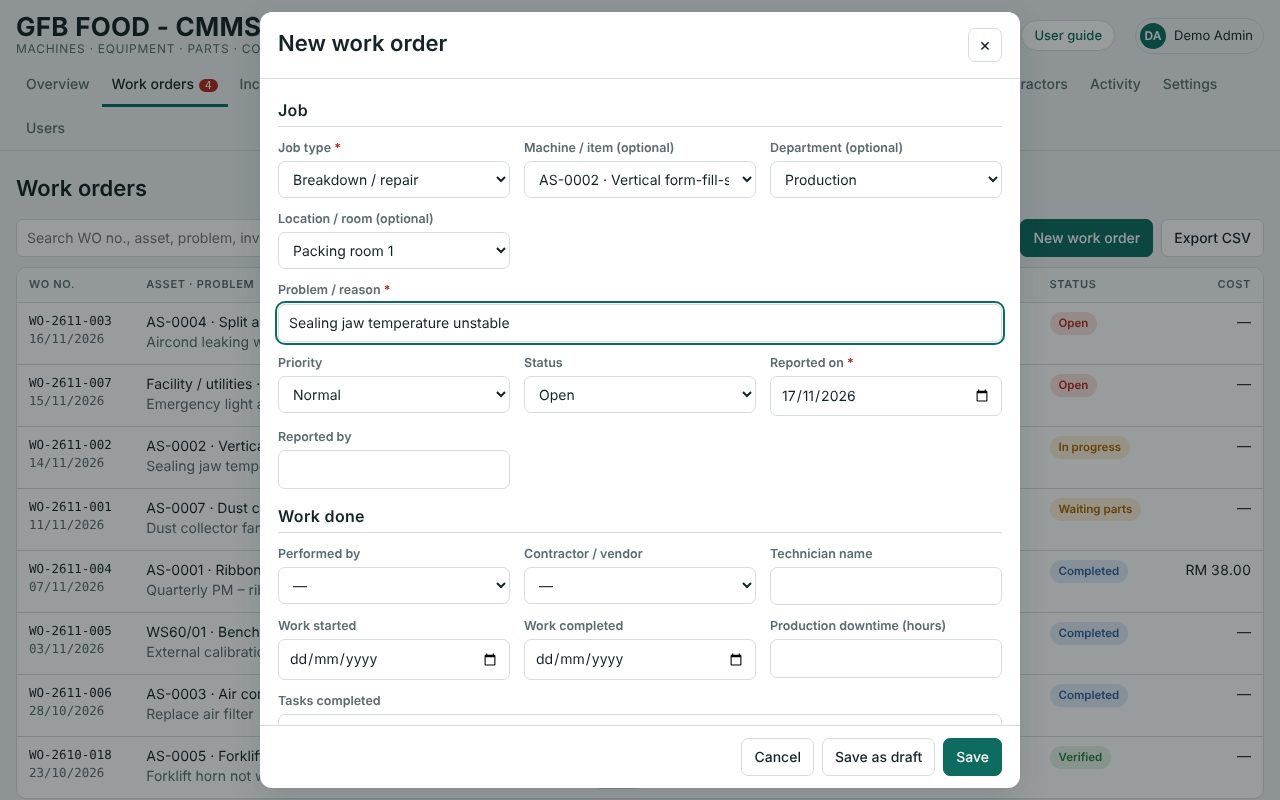 GFB FOOD - CMMS
MACHINES · EQUIPMENT · PARTS · CO
User guide
DA Demo Admin
Overview
Work orders 4
Inc
ractors
Activity
Settings
Users
Work orders
Search WO no., asset, problem, inv
New work order
Export CSV
WO NO.
ASSET · PROBLEM
STATUS
COST
WO-2611-003
16/11/2026
AS-0004 · Split a
Aircond leaking w
Open
—
WO-2611-007
15/11/2026
Facility / utilities ·
Emergency light a
Open
—
WO-2611-002
14/11/2026
AS-0002 · Vertica
Sealing jaw temp
In progress
—
WO-2611-001
11/11/2026
AS-0007 · Dust c
Dust collector fan
Waiting parts
—
WO-2611-004
07/11/2026
AS-0001 · Ribbon
Quarterly PM – ri
Completed
RM 38.00
WO-2611-005
03/11/2026
WS60/01 · Bench
External calibratio
Completed
—
WO-2611-006
28/10/2026
AS-0003 · Air co
Replace air filter
Completed
—
WO-2610-018
23/10/2026
AS-0005 · Forklif
Forklift horn not w
Verified
—
New work order
×
Job
Job type *
Machine / item (optional)
Department (optional)
Breakdown / repair
AS-0002 · Vertical form-fill-s
Production
Location / room (optional)
Packing room 1
Problem / reason *
Sealing jaw temperature unstable
Priority
Status
Reported on *
Normal
Open
17/11/2026
Reported by
Work done
Performed by
Contractor / vendor
Technician name
—
—
Work started
Work completed
Production downtime (hours)
dd/mm/yyyy
dd/mm/yyyy
Tasks completed
Cancel
Save as draft
Save